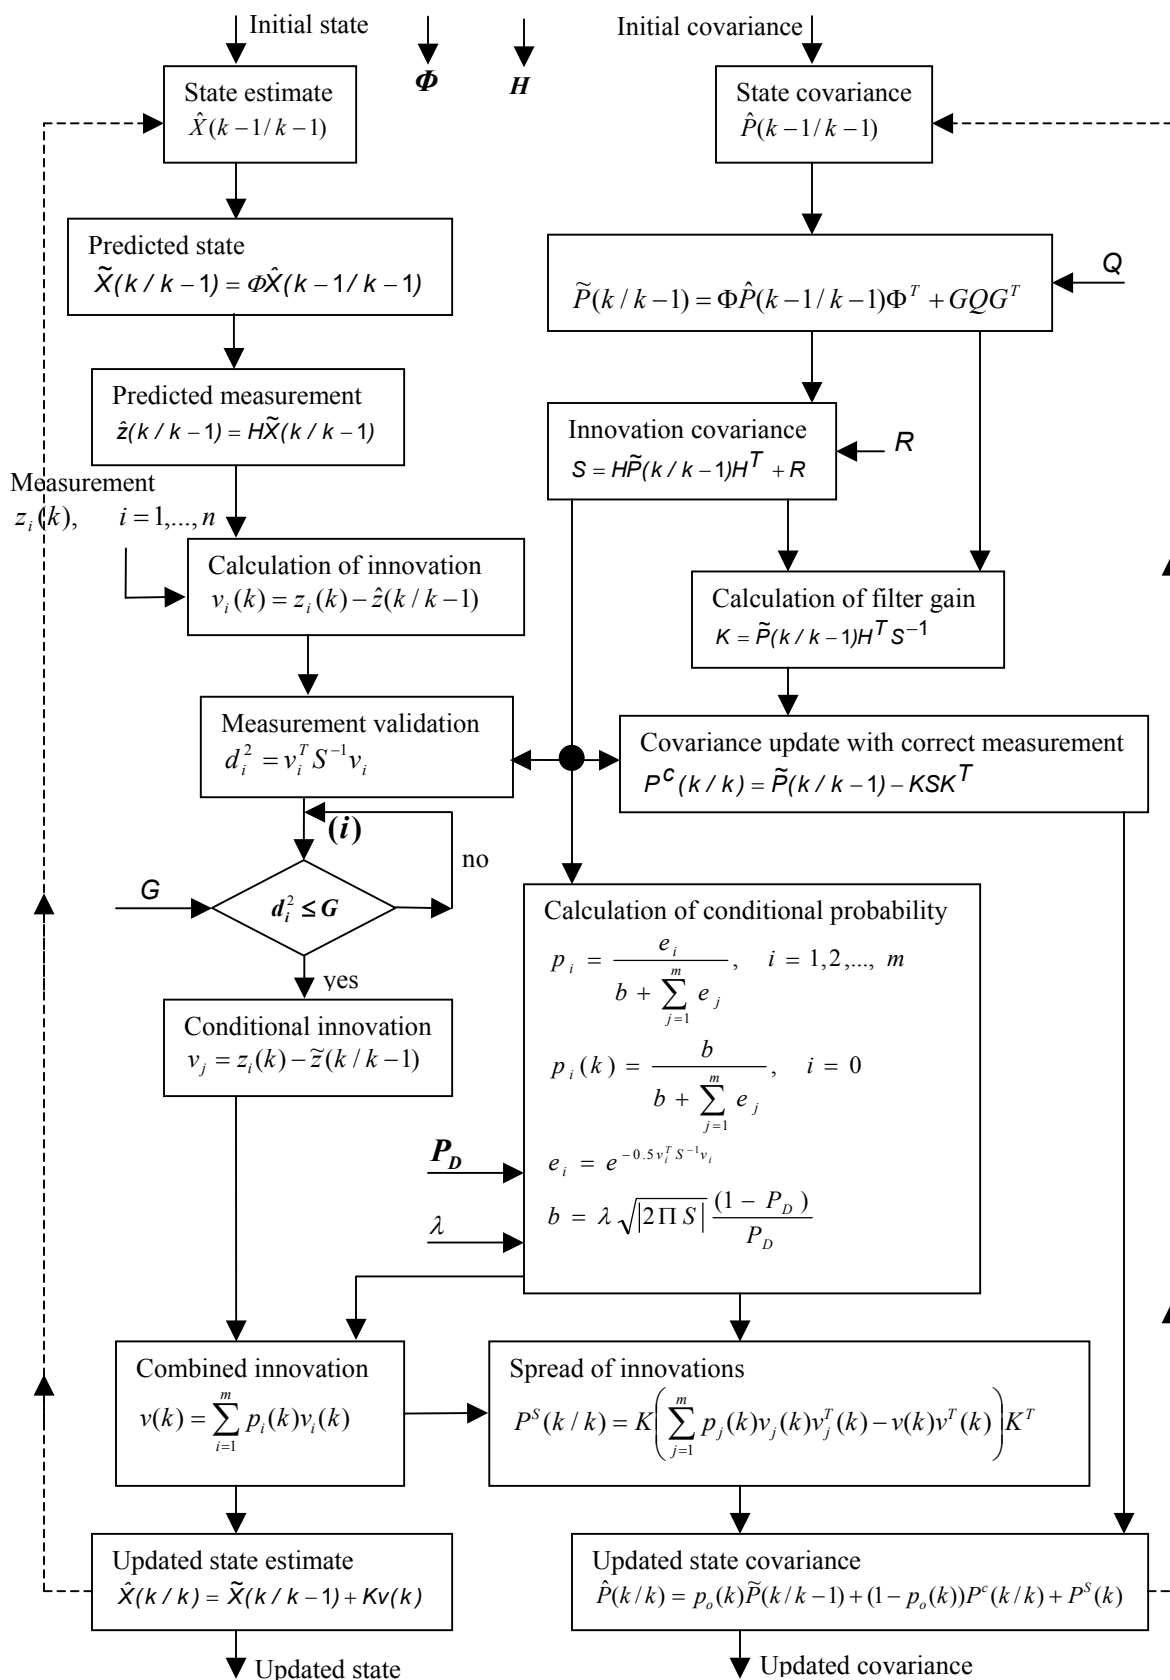 Initial state
Φ
H
Initial covariance
State estimate
X̂(k−1/k−1)
State covariance
P̂(k−1/k−1)
Predicted state
X̃(k/k−1) = ΦX̂(k−1/k−1)
Q
P̃(k/k−1) = ΦP̂(k−1/k−1)Φ^T + GQG^T
Predicted measurement
ẑ(k/k−1) = HX̃(k/k−1)
Innovation covariance
S = HP̃(k/k−1)H^T + R
R
Measurement
z_i(k), i = 1,...,n
Calculation of innovation
v_i(k) = z_i(k) − ẑ(k/k−1)
Calculation of filter gain
K = P̃(k/k−1)H^T S^−1
Measurement validation
d_i^2 = v_i^T S^−1 v_i
Covariance update with correct measurement
P^c(k/k) = P̃(k/k−1) − KSK^T
(i)
no
G
d_i^2 ≤ G
yes
Calculation of conditional probability
p_i = e_i / (b + ∑_{j=1}^{m} e_j), i = 1,2,..., m
p_i(k) = b / (b + ∑_{j=1}^{m} e_j), i = 0
e_i = e^{−0.5 v_i^T S^−1 v_i}
b = λ √|2Π S| (1 − P_D) / P_D
Conditional innovation
v_j = z_i(k) − z̃(k/k−1)
P_D
λ
Combined innovation
v(k) = ∑_{i=1}^{m} p_i(k)v_i(k)
Spread of innovations
P^S(k/k) = K(∑_{j=1}^{m} p_j(k)v_j(k)v_j^T(k) − v(k)v^T(k))K^T
Updated state estimate
X̂(k/k) = X̃(k/k−1) + Kv(k)
Updated state covariance
P̂(k/k) = p_o(k)P̃(k/k−1) + (1−p_o(k))P^c(k/k) + P^S(k)
Updated state
Updated covariance